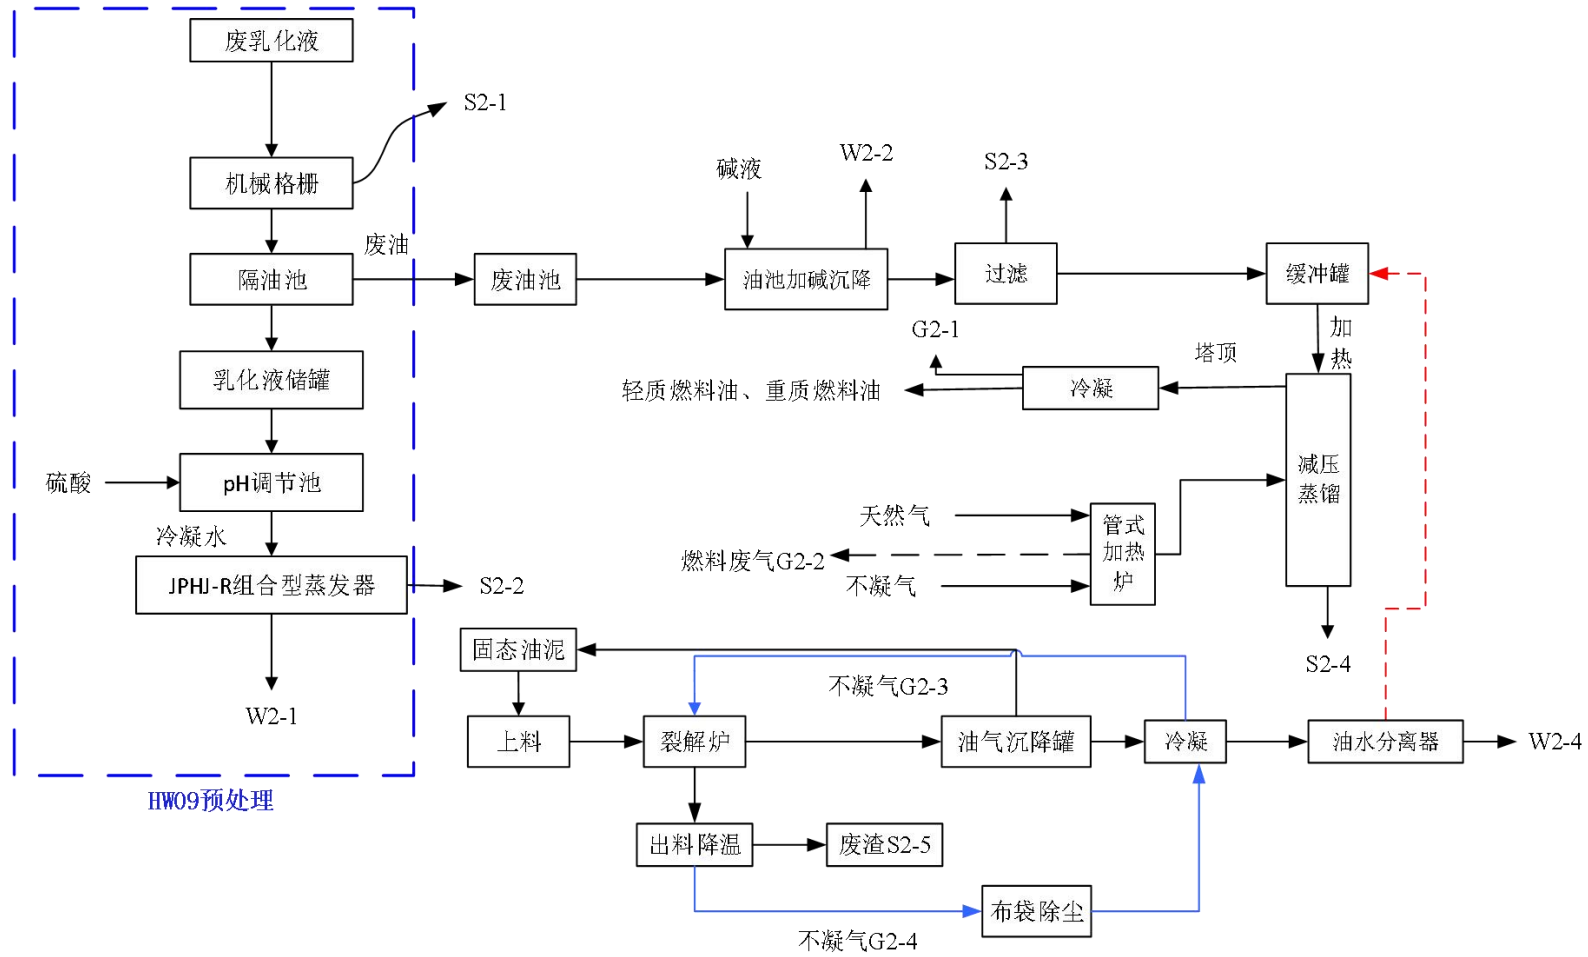 废乳化液
S2-1
机械格栅
碱液
W2-2
S2-3
废油
隔油池
废油池
油池加碱沉降
过滤
缓冲罐
G2-1
塔顶
加
热
乳化液储罐
轻质燃料油、重质燃料油
冷凝
硫酸
pH调节池
减压
蒸馏
天然气
管式
加热
炉
冷凝水
燃料废气G2-2
不凝气
JPHJ-R组合型蒸发器
S2-2
固态油泥
S2-4
不凝气G2-3
W2-1
上料
裂解炉
油气沉降罐
冷凝
油水分离器
W2-4
HW09预处理
出料降温
废渣S2-5
布袋除尘
不凝气G2-4